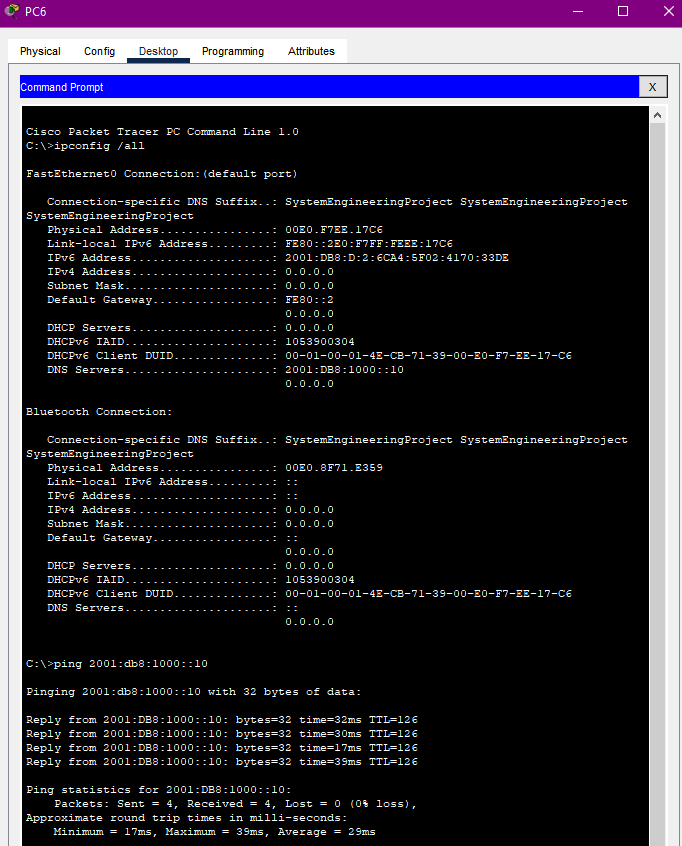 PC6
Physical Config Desktop Programming Attributes
Command Prompt X
Cisco Packet Tracer PC Command Line 1.0
C:\>ipconfig /all
FastEthernet0 Connection:(default port)
Connection-specific DNS Suffix..: SystemEngineeringProject SystemEngineeringProject
SystemEngineeringProject
Physical Address................: 00E0.F7EE.17C6
Link-local IPv6 Address.........: FE80::2E0:F7FF:FEEE:17C6
IPv6 Address....................: 2001:DB8:D:2:6CA4:5F02:4170:33DE
IPv4 Address....................: 0.0.0.0
Subnet Mask.....................: 0.0.0.0
Default Gateway.................: FE80::2
0.0.0.0
DHCP Servers....................: 0.0.0.0
DHCPv6 IAID.....................: 1053900304
DHCPv6 Client DUID..............: 00-01-00-01-4E-CB-71-39-00-E0-F7-EE-17-C6
DNS Servers.....................: 2001:DB8:1000::10
0.0.0.0
Bluetooth Connection:
Connection-specific DNS Suffix..: SystemEngineeringProject SystemEngineeringProject
SystemEngineeringProject
Physical Address................: 00E0.8F71.E359
Link-local IPv6 Address.........: ::
IPv6 Address....................: ::
IPv4 Address....................: 0.0.0.0
Subnet Mask.....................: 0.0.0.0
Default Gateway.................: ::
0.0.0.0
DHCP Servers....................: 0.0.0.0
DHCPv6 IAID.....................: 1053900304
DHCPv6 Client DUID..............: 00-01-00-01-4E-CB-71-39-00-E0-F7-EE-17-C6
DNS Servers.....................: ::
0.0.0.0
C:\>ping 2001:db8:1000::10
Pinging 2001:db8:1000::10 with 32 bytes of data:
Reply from 2001:DB8:1000::10: bytes=32 time=32ms TTL=126
Reply from 2001:DB8:1000::10: bytes=32 time=30ms TTL=126
Reply from 2001:DB8:1000::10: bytes=32 time=17ms TTL=126
Reply from 2001:DB8:1000::10: bytes=32 time=39ms TTL=126
Ping statistics for 2001:DB8:1000::10:
Packets: Sent = 4, Received = 4, Lost = 0 (0% loss),
Approximate round trip times in milli-seconds:
Minimum = 17ms, Maximum = 39ms, Average = 29ms